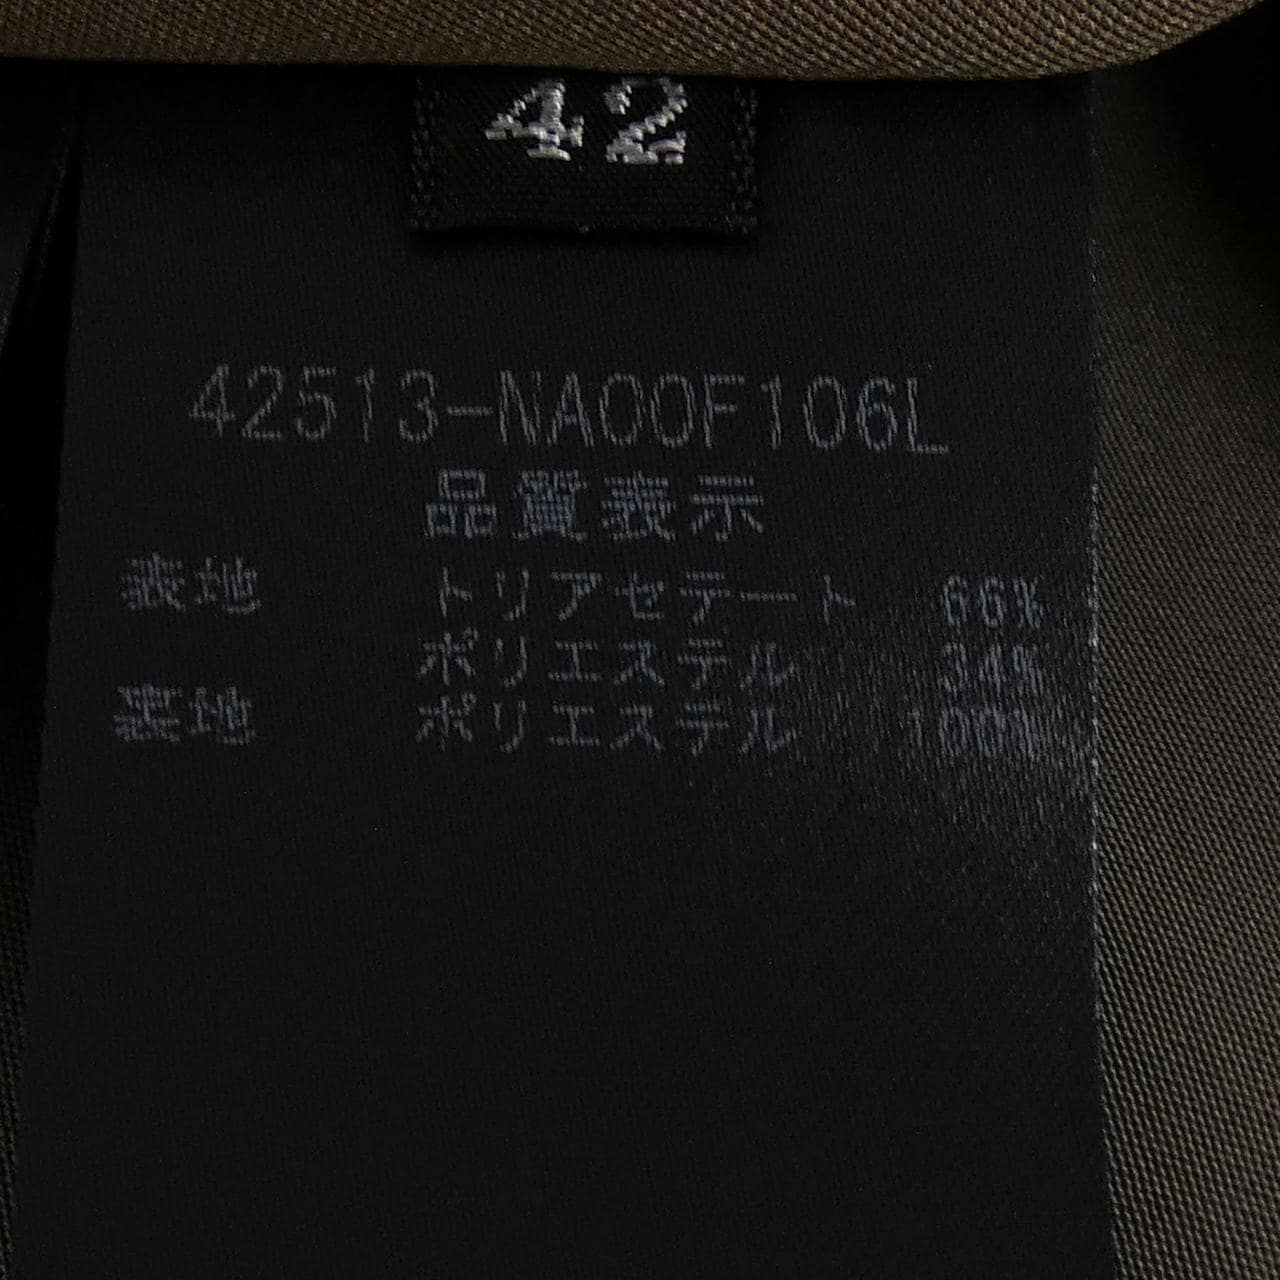 42
42513-NA00F106L
品質表示
表地 トリアセテート 66%
ポリエステル 34%
裏地 ポリエステル 100%